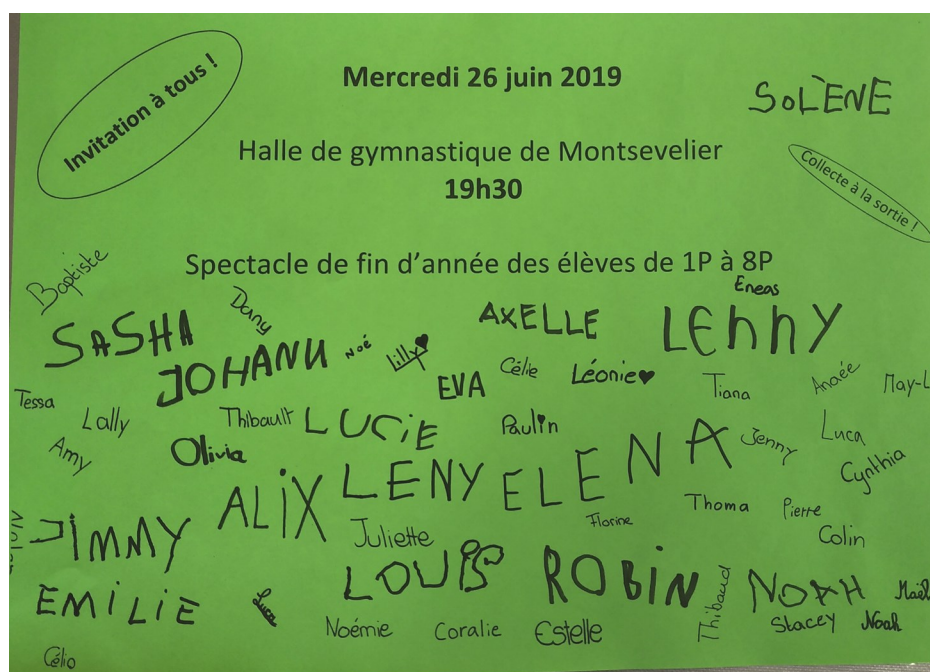 Invitation à tous !
Mercredi 26 juin 2019
SOLÈNE
Halle de gymnastique de Montsevelier
19h30
Collecte à la sortie !
Spectacle de fin d'année des élèves de 1P à 8P
Baptiste
Dany
Eneas
SASHA
AXELLE
LEnnY
JOHANN
Noé
Lilly
EVA
Célie
Léonie
Tiana
Anaée
May-L
Tessa
Lally
Thibault
LUCiE
Paulin
Jenny
Luca
Amy
Olivia
ALiX
LENY
ELENA
Cynthia
JiMMY
Juliette
Florine
Thoma
Pierre
Colin
LOUIS
ROBiN
Thibaud
NOAH
Maël
EMiLiE
Luca
Noémie
Coralie
Estelle
Stacey
Noah
Célio